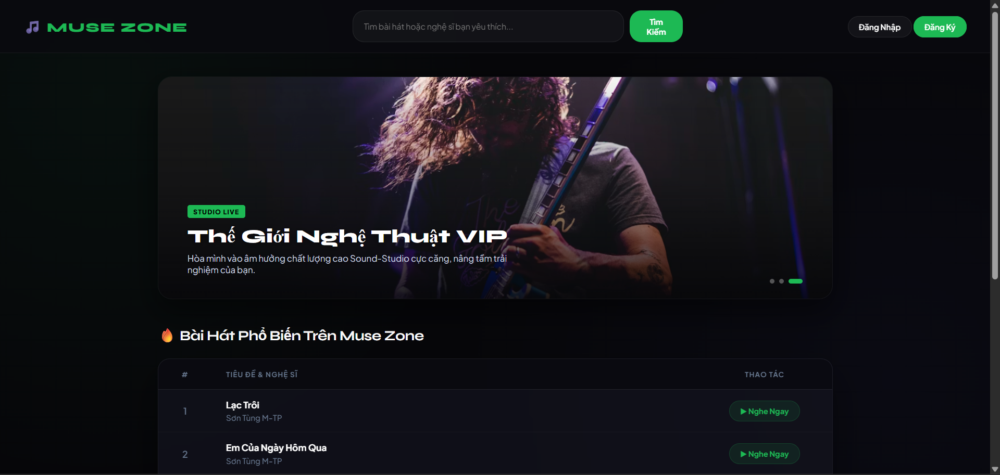 MUSE ZONE
Tìm bài hát hoặc nghệ sĩ bạn yêu thích...
Tìm
Kiếm
Đăng Nhập
Đăng Ký
STUDIO LIVE
Thế Giới Nghệ Thuật VIP
Hòa mình vào âm hưởng chất lượng cao Sound-Studio cực căng, nâng tầm trải
nghiệm của bạn.
Bài Hát Phổ Biến Trên Muse Zone
# TIÊU ĐỀ & NGHỆ SĨ THAO TÁC
1 Lạc Trôi
Sơn Tùng M-TP
▶ Nghe Ngay
2 Em Của Ngày Hôm Qua
Sơn Tùng M-TP
▶ Nghe Ngay